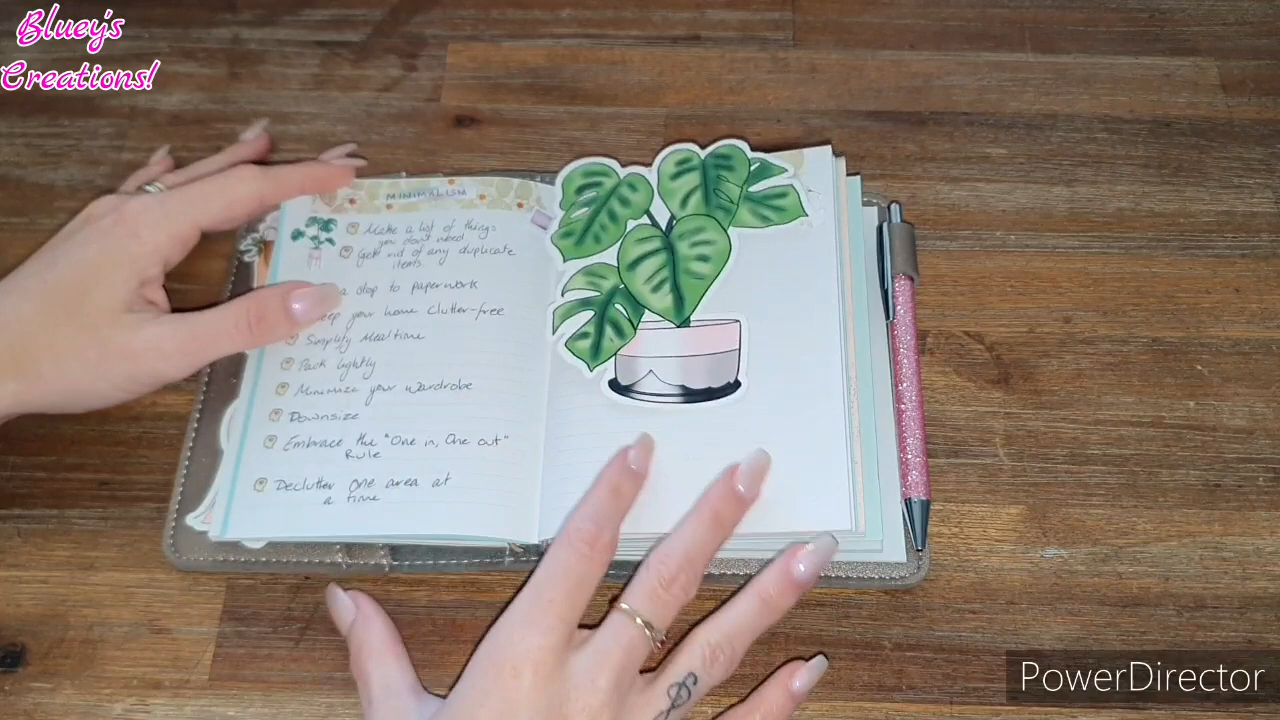 Bluey's
Creations!
MINIMALISM
Make a list of things
you don't need
Get rid of any duplicate
items
a stop to paperwork
your home clutter-free
Simplify Mealtime
Pack lightly
Minimize your wardrobe
Downsize
Embrace the "One in, One out"
Rule
Declutter one area at
a time
PowerDirector